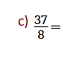 c) 37/8 =